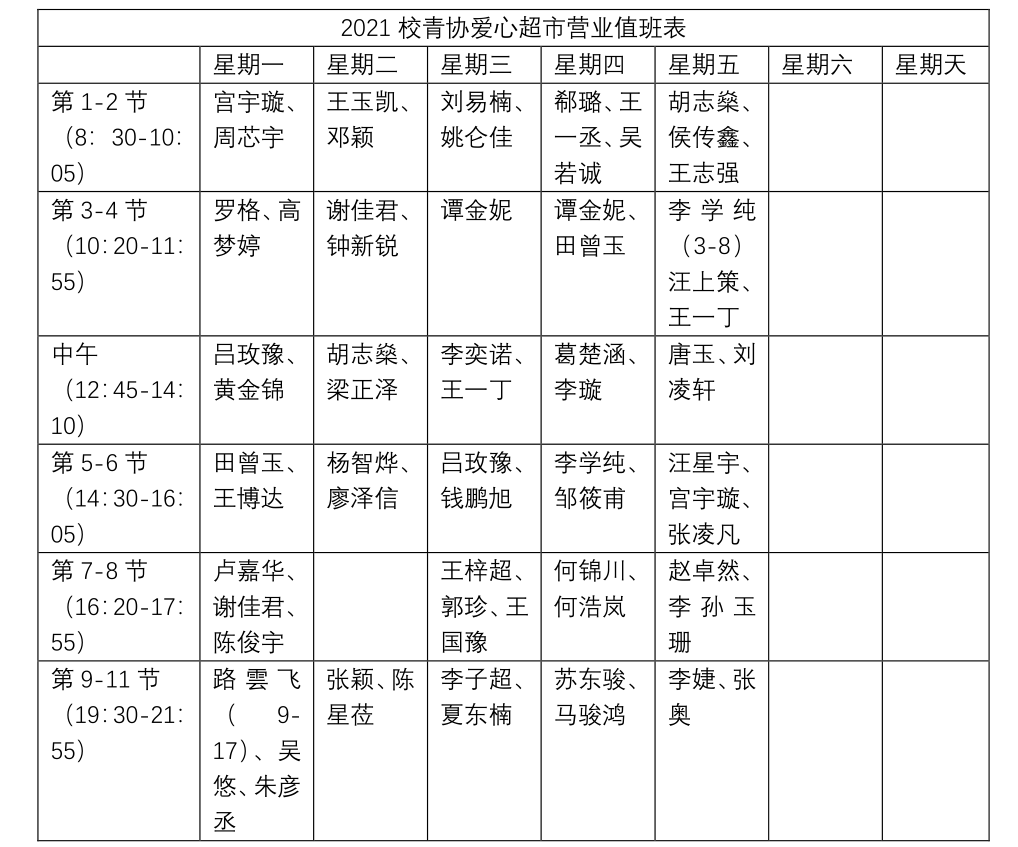 2021 校青协爱心超市营业值班表
星期一 星期二 星期三 星期四 星期五 星期六 星期天
第 1-2 节
（8：30-10：
05）
宫宇璇、
周芯宇
王玉凯、
邓颖
刘易楠、
姚仑佳
郗璐、王
一丞、吴
若诚
胡志燊、
侯传鑫、
王志强
第 3-4 节
（10：20-11：
55）
罗格、高
梦婷
谢佳君、
钟新锐
谭金妮
谭金妮、
田曾玉
李学纯
（3-8）
汪上策、
王一丁
中午
（12：45-14：
10）
吕玫豫、
黄金锦
胡志燊、
梁正泽
李奕诺、
王一丁
葛楚涵、
李璇
唐玉、刘
凌轩
第 5-6 节
（14：30-16：
05）
田曾玉、
王博达
杨智烨、
廖泽信
吕玫豫、
钱鹏旭
李学纯、
邹筱甫
汪星宇、
宫宇璇、
张凌凡
第 7-8 节
（16：20-17：
55）
卢嘉华、
谢佳君、
陈俊宇
王梓超、
郭珍、王
国豫
何锦川、
何浩岚
赵卓然、
李孙玉
珊
第 9-11 节
（19：30-21：
55）
路雲飞
（9-
17）、吴
悠、朱彦
丞
张颖、陈
星莅
李子超、
夏东楠
苏东骏、
马骏鸿
李婕、张
奥